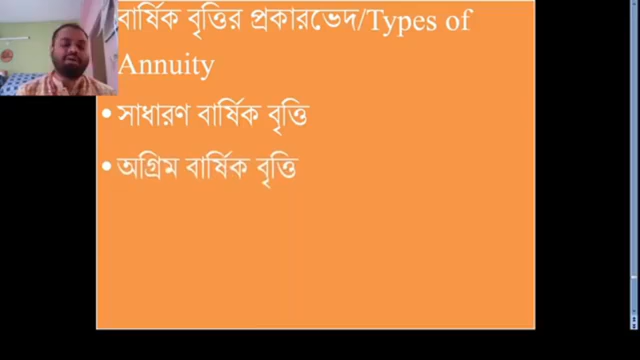 বার্ষিক বৃত্তির প্রকারভেদ/Types of
Annuity
• সাধারণ বার্ষিক বৃত্তি
• অগ্রিম বার্ষিক বৃত্তি